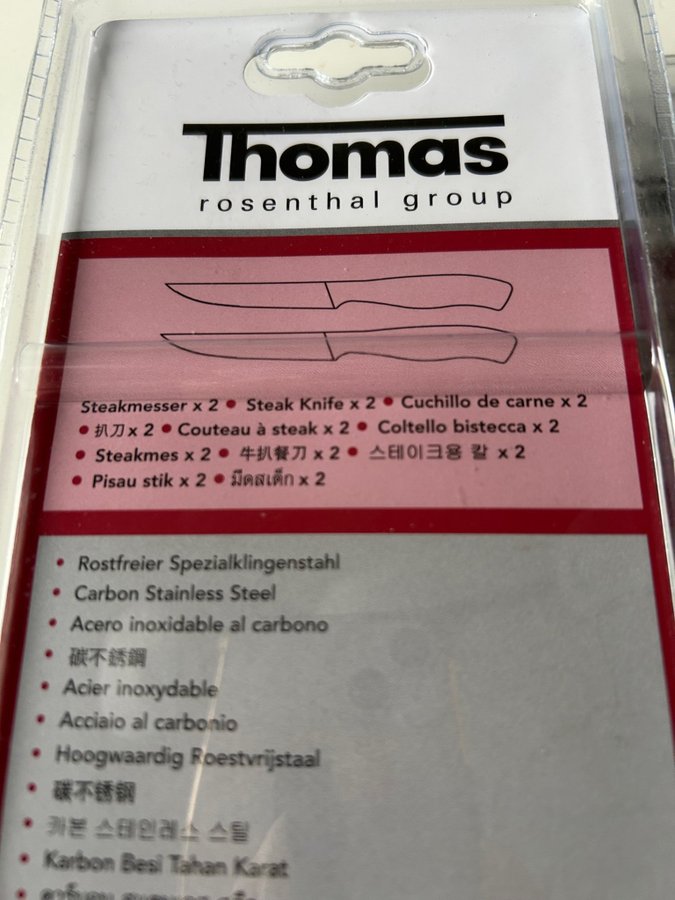 Thomas
rosenthal group
Steakmesser x 2 • Steak Knife x 2 • Cuchillo de carne x 2
• 扒刀 x 2 • Couteau à steak x 2 • Coltello bistecca x 2
• Steakmes x 2 • 牛扒餐刀 x 2 • 스테이크용 칼 x 2
• Pisau stik x 2 • มีดสเต็ก x 2
• Rostfreier Spezialklingenstahl
• Carbon Stainless Steel
• Acero inoxidable al carbono
• 碳不銹鋼
• Acier inoxydable
• Acciaio al carbonio
• Hoogwaardig Roestvrijstaal
• 碳不锈钢
• 카본 스테인레스 스틸
• Karbon Besi Tahan Karat